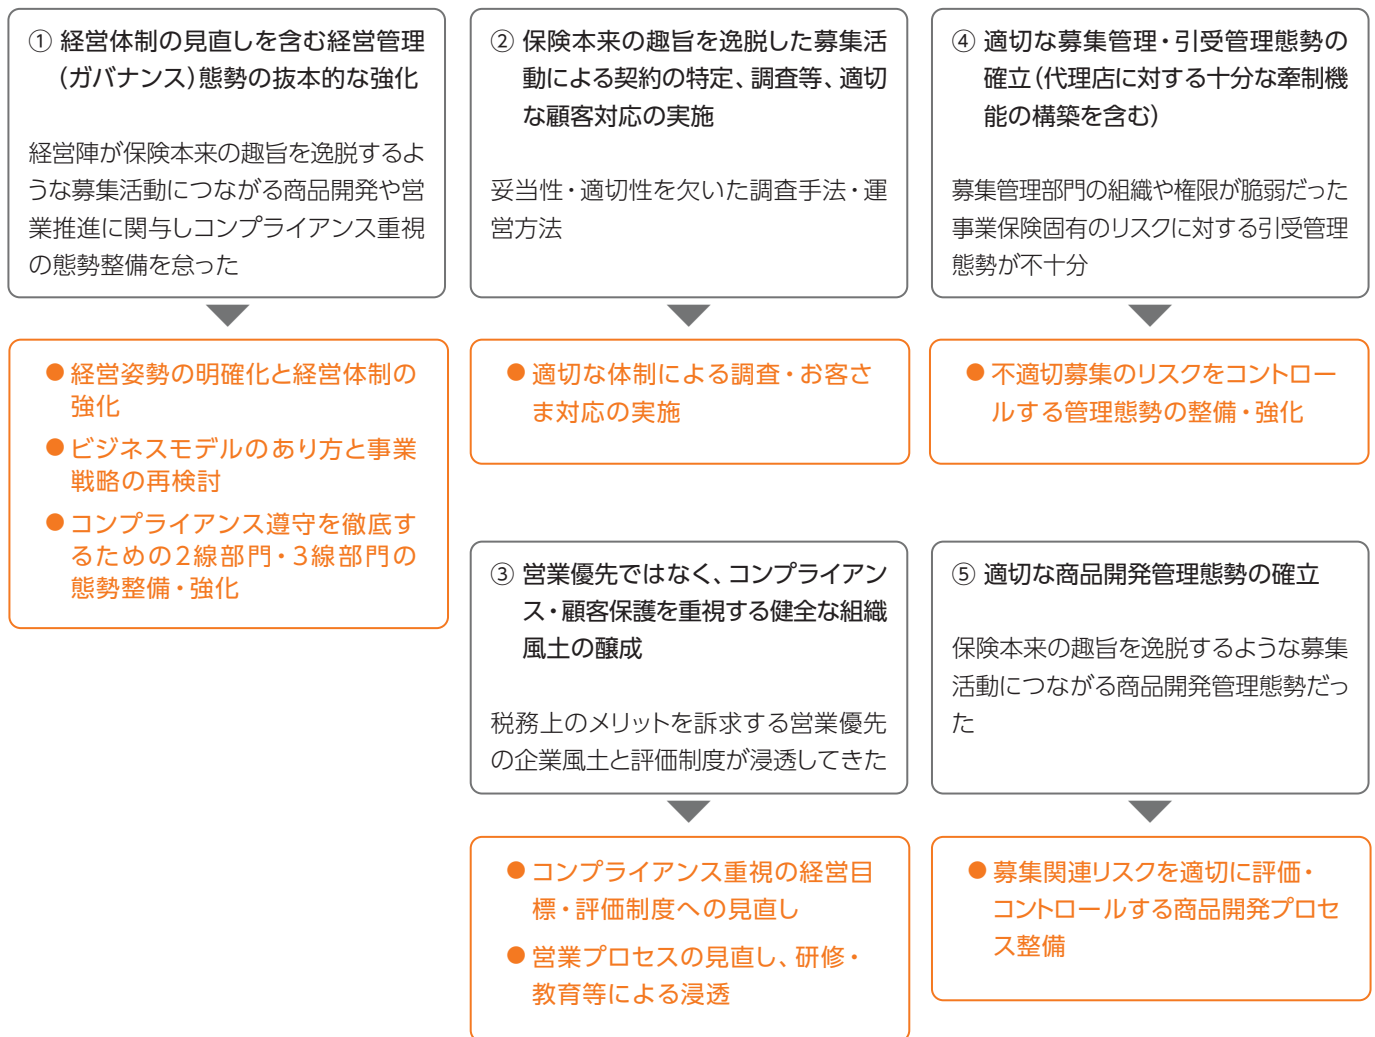 ① 経営体制の見直しを含む経営管理
（ガバナンス）態勢の抜本的な強化
経営陣が保険本来の趣旨を逸脱するよ
うな募集活動につながる商品開発や営
業推進に関与しコンプライアンス重視
の態勢整備を怠った
● 経営姿勢の明確化と経営体制の
強化
● ビジネスモデルのあり方と事業
戦略の再検討
● コンプライアンス遵守を徹底す
るための2線部門・3線部門の
態勢整備・強化
② 保険本来の趣旨を逸脱した募集活
動による契約の特定、調査等、適切
な顧客対応の実施
妥当性・適切性を欠いた調査手法・運
営方法
● 適切な体制による調査・お客さ
ま対応の実施
③ 営業優先ではなく、コンプライアン
ス・顧客保護を重視する健全な組織
風土の醸成
税務上のメリットを訴求する営業優先
の企業風土と評価制度が浸透してきた
● コンプライアンス重視の経営目
標・評価制度への見直し
● 営業プロセスの見直し、研修・
教育等による浸透
④ 適切な募集管理・引受管理態勢の
確立（代理店に対する十分な牽制機
能の構築を含む）
募集管理部門の組織や権限が脆弱だった
事業保険固有のリスクに対する引受管理
態勢が不十分
● 不適切募集のリスクをコントロー
ルする管理態勢の整備・強化
⑤ 適切な商品開発管理態勢の確立
保険本来の趣旨を逸脱するような募集
活動につながる商品開発管理態勢だっ
た
● 募集関連リスクを適切に評価・
コントロールする商品開発プロセ
ス整備